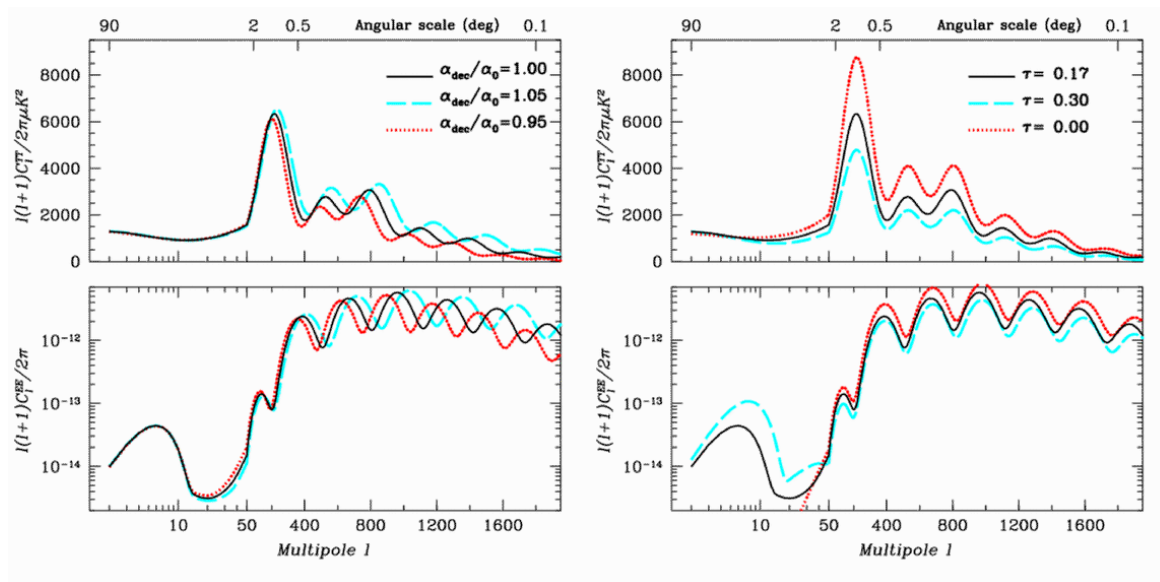 90 2 0.5 Angular scale (deg) 0.1
α_dec/α_0=1.00
α_dec/α_0=1.05
α_dec/α_0=0.95
l(l+1)C_l^TT/2πμK²
8000
6000
4000
2000
0
l(l+1)C_l^EE/2π
10⁻¹²
10⁻¹³
10⁻¹⁴
10 50 400 800 1200 1600
Multipole l
90 2 0.5 Angular scale (deg) 0.1
τ= 0.17
τ= 0.30
τ= 0.00
l(l+1)C_l^TT/2πμK²
8000
6000
4000
2000
0
l(l+1)C_l^EE/2π
10⁻¹²
10⁻¹³
10⁻¹⁴
10 50 400 800 1200 1600
Multipole l